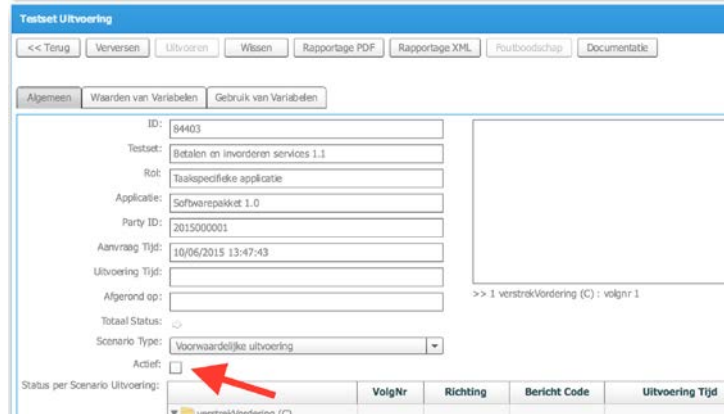 Testset Uitvoering
<< Terug Verversen Uitvoeren Wissen Rapportage PDF Rapportage XML Foutboodschap Documentatie
Algemeen Waarden van Variabelen Gebruik van Variabelen
ID: 84403
Testset: Betalen en invorderen services 1.1
Rol: Taakspecifieke applicatie
Applicatie: Softwarepakket 1.0
Party ID: 2015000001
Aanvraag Tijd: 10/06/2015 13:47:43
Uitvoering Tijd:
Afgerond op:
>> 1 verstrekVordering (C) : volgnr 1
Totaal Status:
Scenario Type: Voorwaardelijke uitvoering
Actief:
Status per Scenario Uitvoering: VolgNr Richting Bericht Code Uitvoering Tijd
verstrekVordering (C)